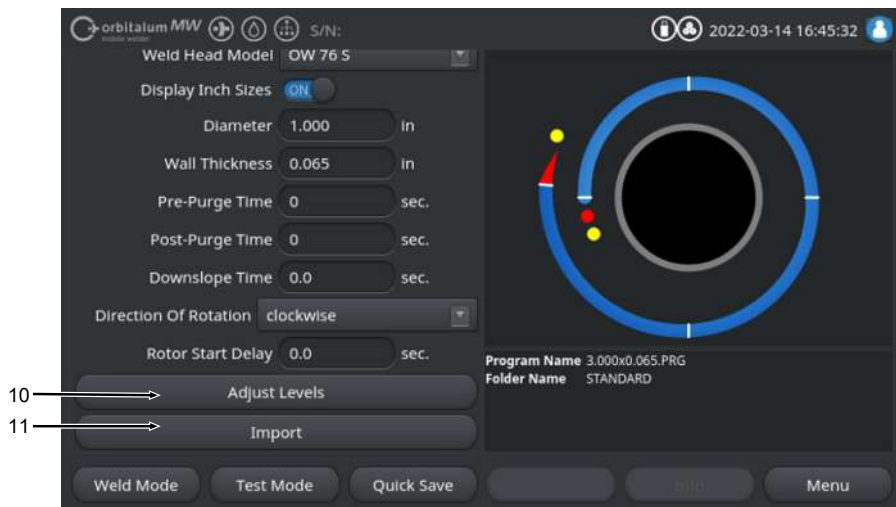 orbitalum MW S/N: 2022-03-14 16:45:32
mobile welder
Weld Head Model OW 76 S
Display Inch Sizes ON
Diameter 1.000 in
Wall Thickness 0.065 in
Pre-Purge Time 0 sec.
Post-Purge Time 0 sec.
Downslope Time 0.0 sec.
Direction Of Rotation clockwise
Rotor Start Delay 0.0 sec.
Program Name 3.000x0.065.PRG
Folder Name STANDARD
10 Adjust Levels
11 Import
Weld Mode Test Mode Quick Save Info Menu